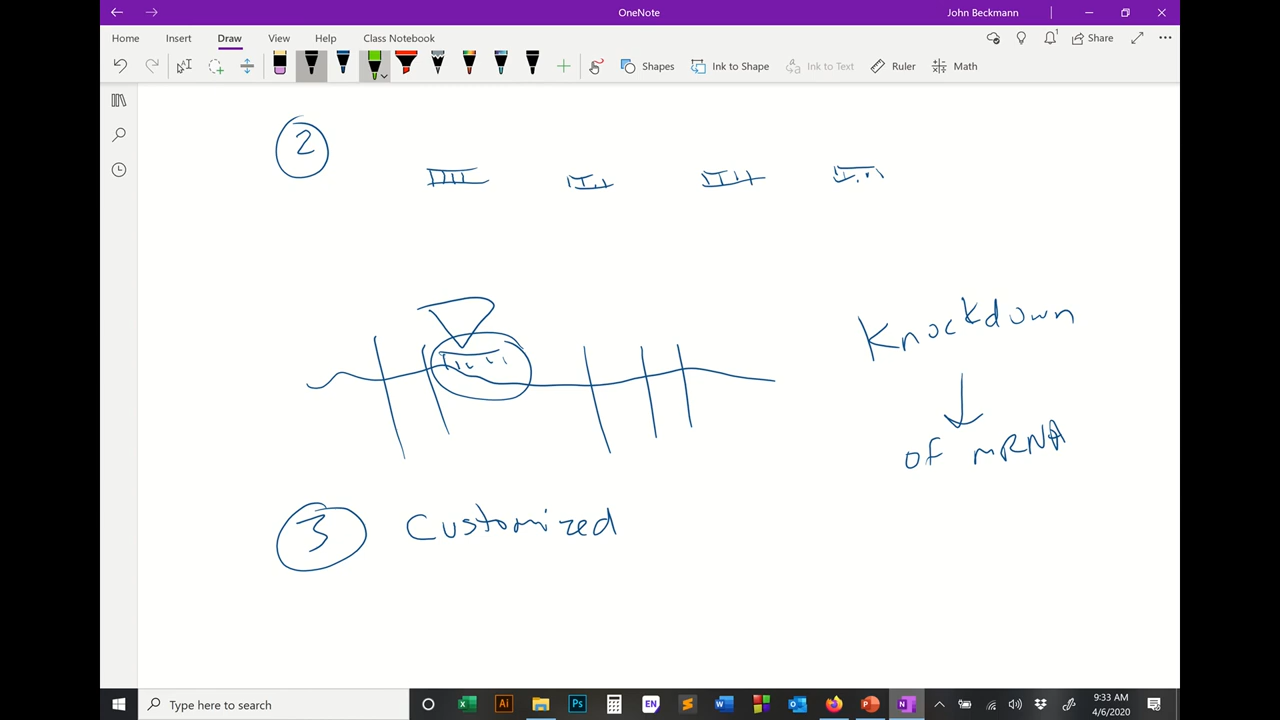 OneNote
John Beckmann
Home Insert Draw View Help Class Notebook
Share
Shapes Ink to Shape Ink to Text Ruler Math
2
Knockdown
of mRNA
3 Customized
Type here to search
EN
9:33 AM
4/6/2020